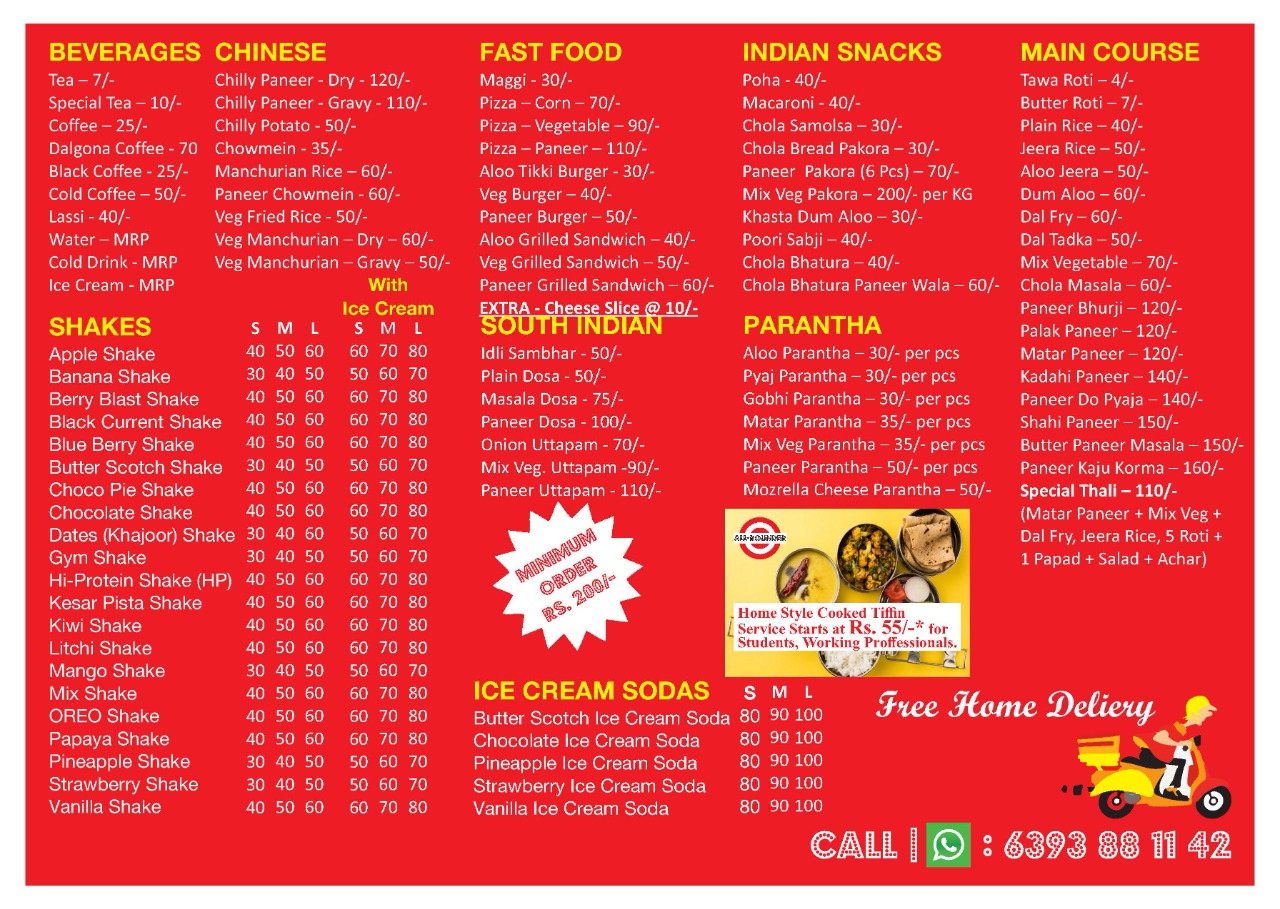 BEVERAGES
Tea – 7/-
Special Tea – 10/-
Coffee – 25/-
Dalgona Coffee - 70
Black Coffee - 25/-
Cold Coffee – 50/-
Lassi - 40/-
Water – MRP
Cold Drink - MRP
Ice Cream - MRP
CHINESE
Chilly Paneer - Dry - 120/-
Chilly Paneer - Gravy - 110/-
Chilly Potato - 50/-
Chowmein - 35/-
Manchurian Rice – 60/-
Paneer Chowmein - 60/-
Veg Fried Rice - 50/-
Veg Manchurian – Dry – 60/-
Veg Manchurian – Gravy – 50/-
With
Ice Cream
SHAKES S M L S M L
Apple Shake 40 50 60 60 70 80
Banana Shake 30 40 50 50 60 70
Berry Blast Shake 40 50 60 60 70 80
Black Current Shake 40 50 60 60 70 80
Blue Berry Shake 40 50 60 60 70 80
Butter Scotch Shake 30 40 50 50 60 70
Choco Pie Shake 40 50 60 60 70 80
Chocolate Shake 40 50 60 60 70 80
Dates (Khajoor) Shake 30 40 50 50 60 70
Gym Shake 30 40 50 50 60 70
Hi-Protein Shake (HP) 40 50 60 60 70 80
Kesar Pista Shake 40 50 60 60 70 80
Kiwi Shake 40 50 60 60 70 80
Litchi Shake 40 50 60 60 70 80
Mango Shake 30 40 50 50 60 70
Mix Shake 40 50 60 60 70 80
OREO Shake 40 50 60 60 70 80
Papaya Shake 40 50 60 60 70 80
Pineapple Shake 30 40 50 50 60 70
Strawberry Shake 30 40 50 50 60 70
Vanilla Shake 40 50 60 60 70 80
FAST FOOD
Maggi - 30/-
Pizza – Corn – 70/-
Pizza – Vegetable – 90/-
Pizza – Paneer – 110/-
Aloo Tikki Burger - 30/-
Veg Burger – 40/-
Paneer Burger – 50/-
Aloo Grilled Sandwich – 40/-
Veg Grilled Sandwich – 50/-
Paneer Grilled Sandwich – 60/-
EXTRA - Cheese Slice @ 10/-
SOUTH INDIAN
Idli Sambhar - 50/-
Plain Dosa - 50/-
Masala Dosa - 75/-
Paneer Dosa - 100/-
Onion Uttapam - 70/-
Mix Veg. Uttapam -90/-
Paneer Uttapam - 110/-
MINIMUM
ORDER
RS. 200/-
INDIAN SNACKS
Poha - 40/-
Macaroni - 40/-
Chola Samolsa – 30/-
Chola Bread Pakora – 30/-
Paneer Pakora (6 Pcs) – 70/-
Mix Veg Pakora – 200/- per KG
Khasta Dum Aloo – 30/-
Poori Sabji – 40/-
Chola Bhatura – 40/-
Chola Bhatura Paneer Wala – 60/-
PARANTHA
Aloo Parantha – 30/- per pcs
Pyaj Parantha – 30/- per pcs
Gobhi Parantha – 30/- per pcs
Matar Parantha – 35/- per pcs
Mix Veg Parantha – 35/- per pcs
Paneer Parantha – 50/- per pcs
Mozrella Cheese Parantha – 50/-
ALL-ROUNDER
Home Style Cooked Tiffin
Service Starts at Rs. 55/-* for
Students, Working Proffesionals.
MAIN COURSE
Tawa Roti – 4/-
Butter Roti – 7/-
Plain Rice – 40/-
Jeera Rice – 50/-
Aloo Jeera – 50/-
Dum Aloo – 60/-
Dal Fry – 60/-
Dal Tadka – 50/-
Mix Vegetable – 70/-
Chola Masala – 60/-
Paneer Bhurji – 120/-
Palak Paneer – 120/-
Matar Paneer – 120/-
Kadahi Paneer – 140/-
Paneer Do Pyaja – 140/-
Shahi Paneer – 150/-
Butter Paneer Masala – 150/-
Paneer Kaju Korma – 160/-
Special Thali – 110/-
(Matar Paneer + Mix Veg +
Dal Fry, Jeera Rice, 5 Roti +
1 Papad + Salad + Achar)
ICE CREAM SODAS S M L
Butter Scotch Ice Cream Soda 80 90 100
Chocolate Ice Cream Soda 80 90 100
Pineapple Ice Cream Soda 80 90 100
Strawberry Ice Cream Soda 80 90 100
Vanilla Ice Cream Soda 80 90 100
Free Home Deliery
CALL | : 6393 88 11 42